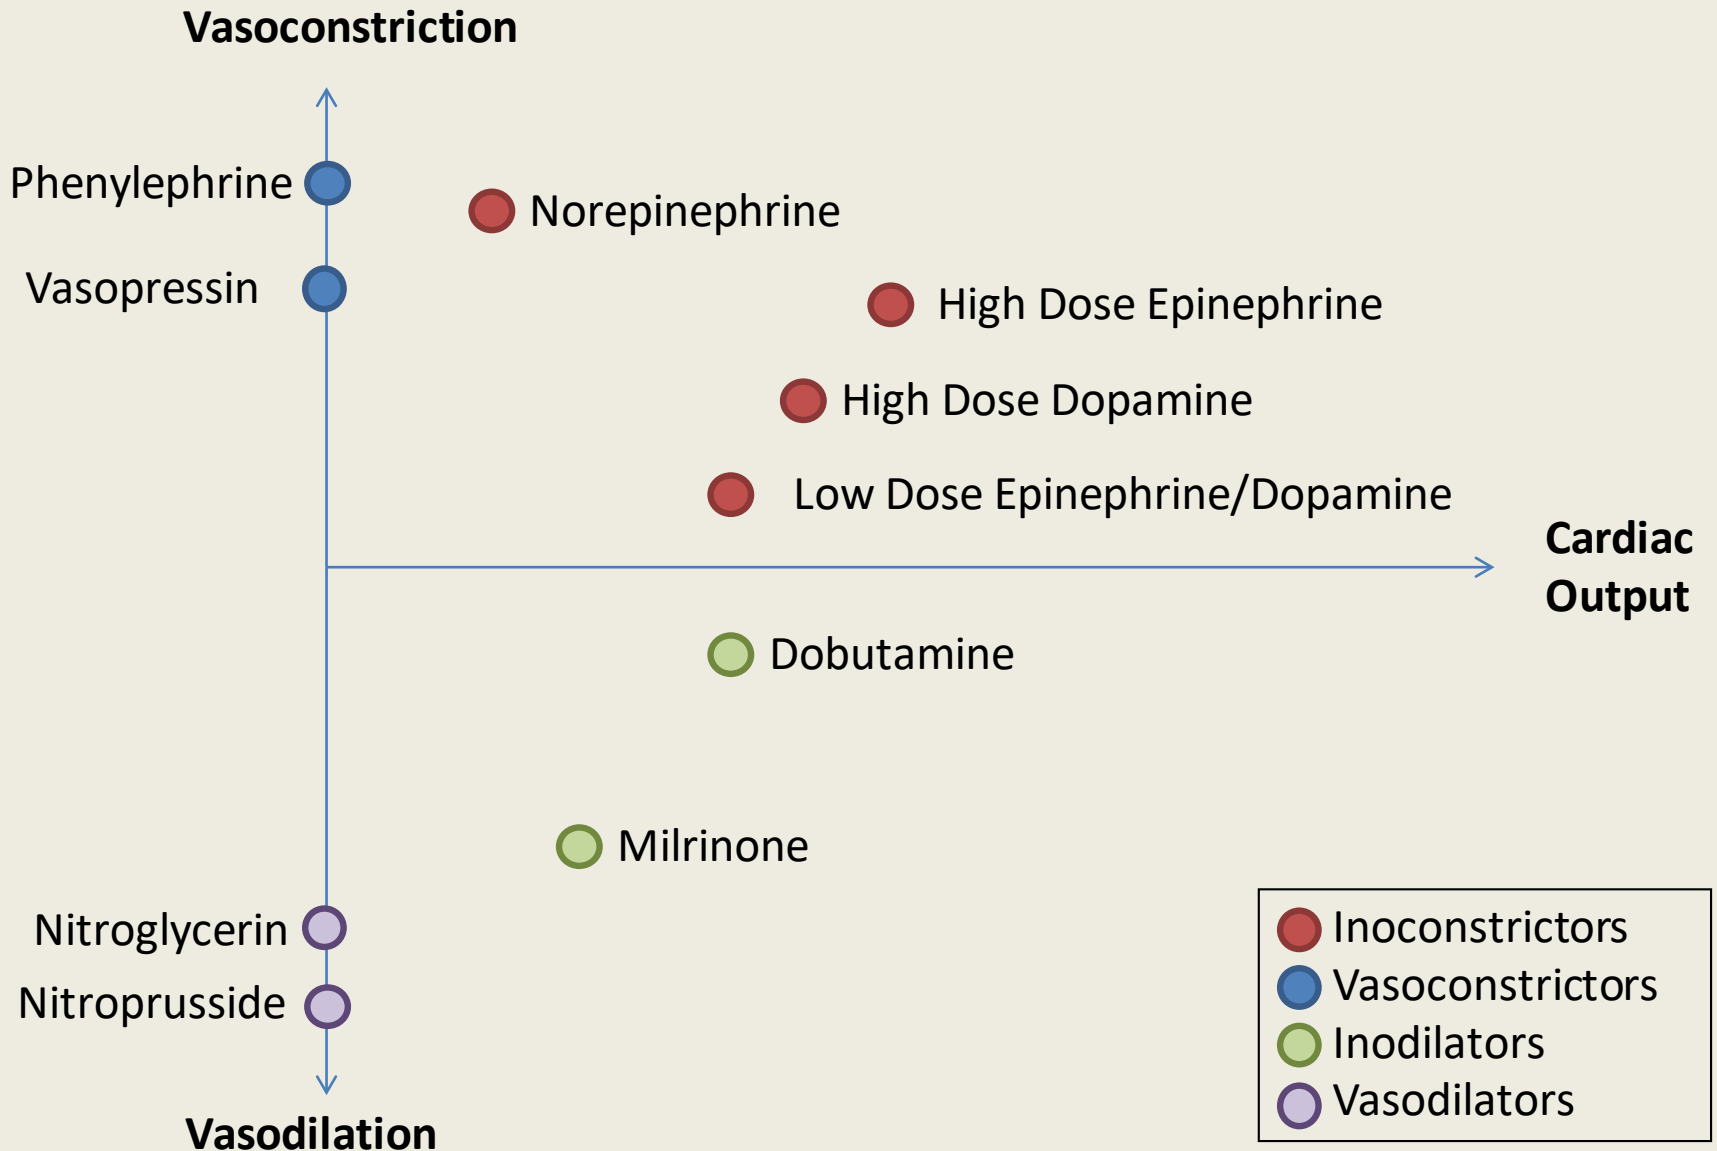 Vasoconstriction
Phenylephrine
Norepinephrine
Vasopressin
High Dose Epinephrine
High Dose Dopamine
Low Dose Epinephrine/Dopamine
Cardiac
Output
Dobutamine
Milrinone
Nitroglycerin
Nitroprusside
Vasodilation
Inoconstrictors
Vasoconstrictors
Inodilators
Vasodilators